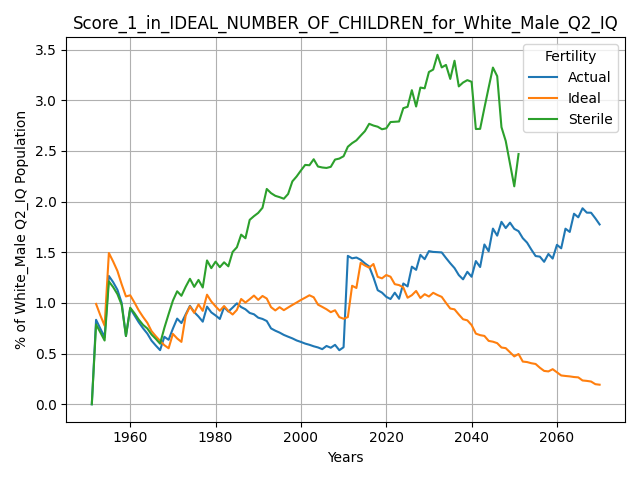 Score_1_in_IDEAL_NUMBER_OF_CHILDREN_for_White_Male_Q2_IQ
% of White_Male Q2_IQ Population
3.5
3.0
2.5
2.0
1.5
1.0
0.5
0.0
Fertility
Actual
Ideal
Sterile
1960
1980
2000
2020
2040
2060
Years